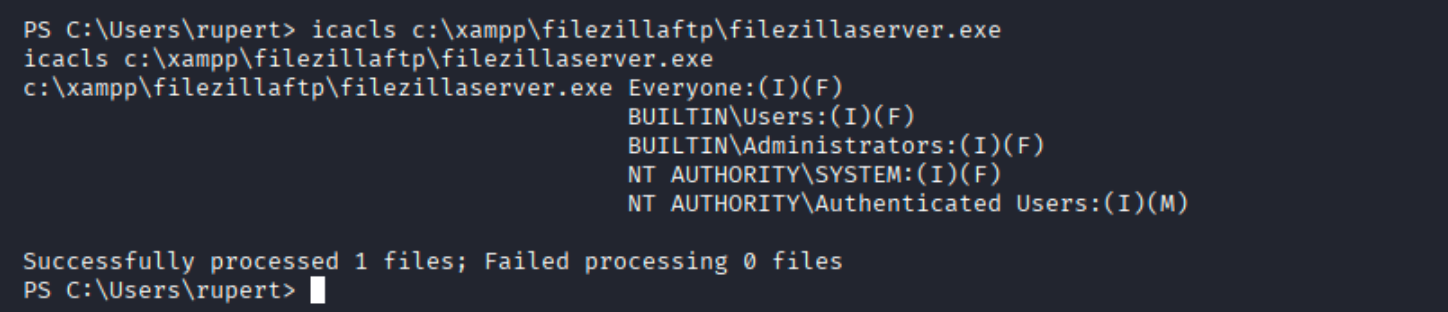 PS C:\Users\rupert> icacls c:\xampp\filezillaftp\filezillaserver.exe
icacls c:\xampp\filezillaftp\filezillaserver.exe
c:\xampp\filezillaftp\filezillaserver.exe Everyone:(I)(F)
                                          BUILTIN\Users:(I)(F)
                                          BUILTIN\Administrators:(I)(F)
                                          NT AUTHORITY\SYSTEM:(I)(F)
                                          NT AUTHORITY\Authenticated Users:(I)(M)

Successfully processed 1 files; Failed processing 0 files
PS C:\Users\rupert>